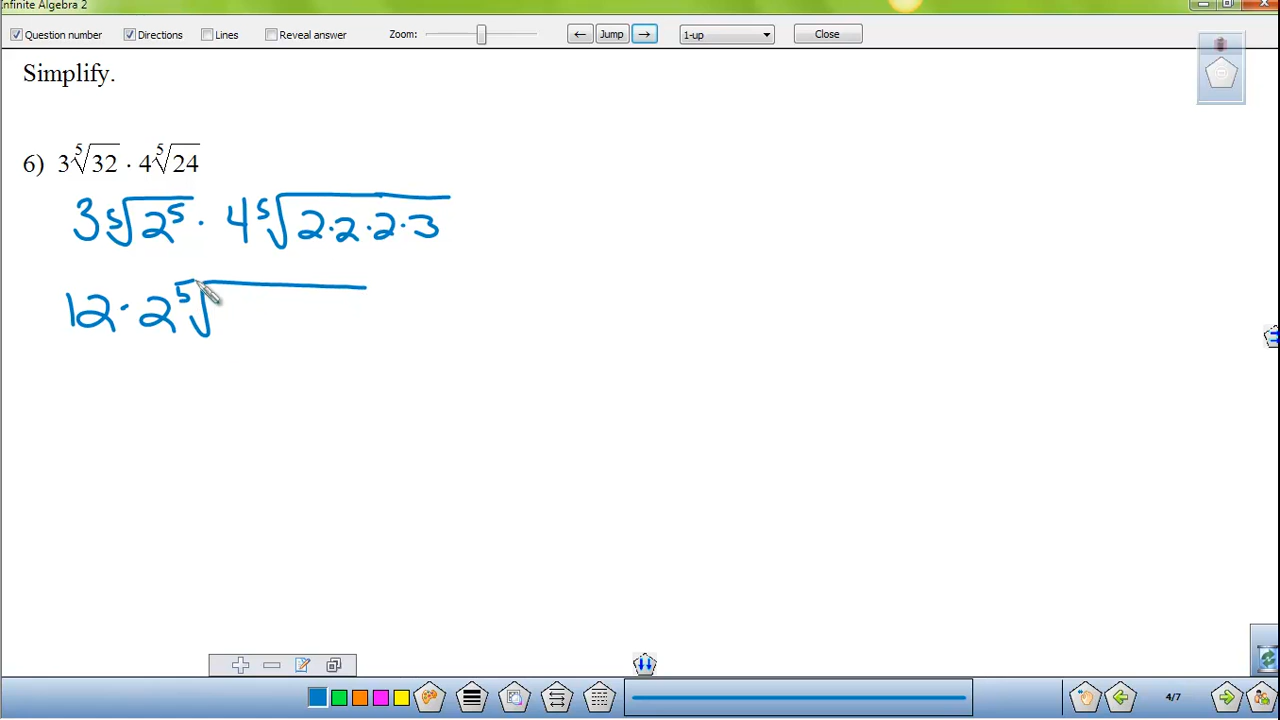 nfinite Algebra 2
Question number Directions Lines Reveal answer Zoom: ← Jump → 1-up Close
Simplify.
6) 3⁵√32 · 4⁵√24
3⁵√2⁵ · 4⁵√2·2·2·3
12·2⁵√
4/7